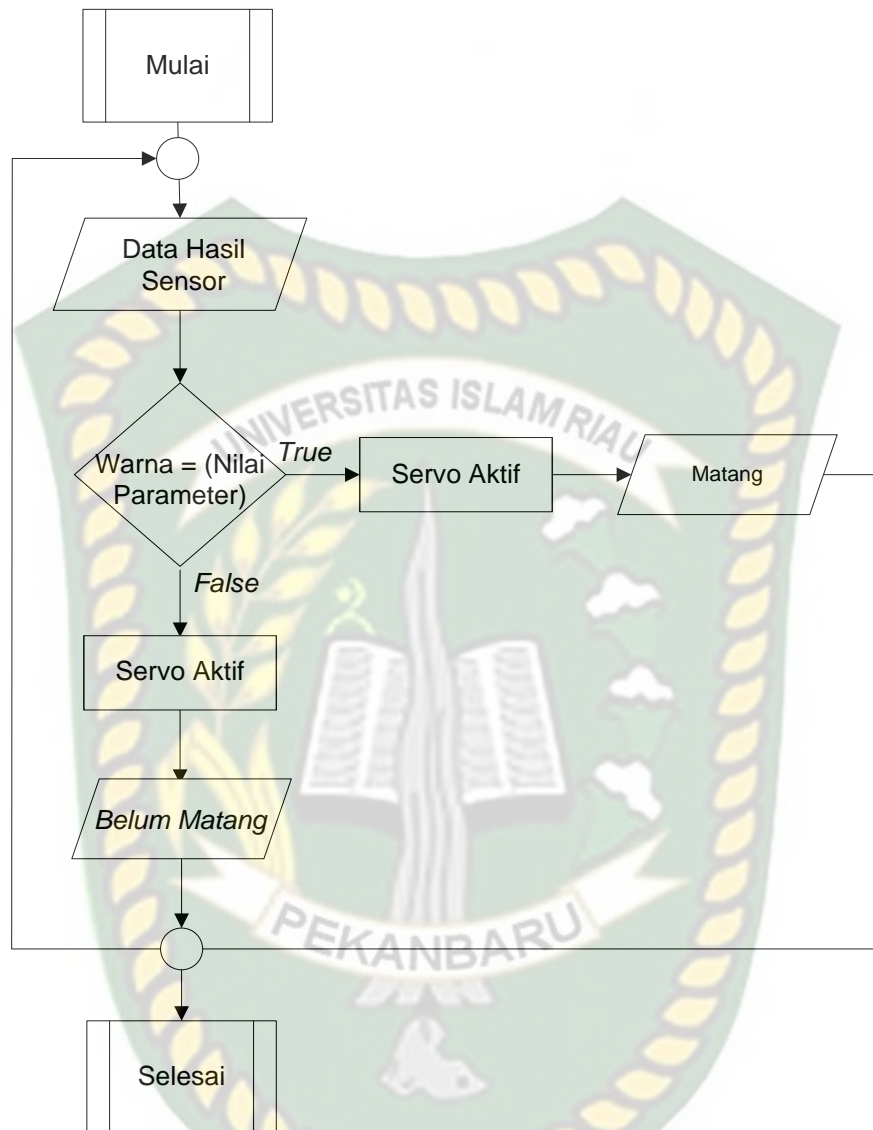 Mulai
Data Hasil
Sensor
UNIVERSITAS ISLAM RIAU
Warna = (Nilai
Parameter)
True
Servo Aktif
Matang
False
Servo Aktif
Belum Matang
PEKANBARU
Selesai